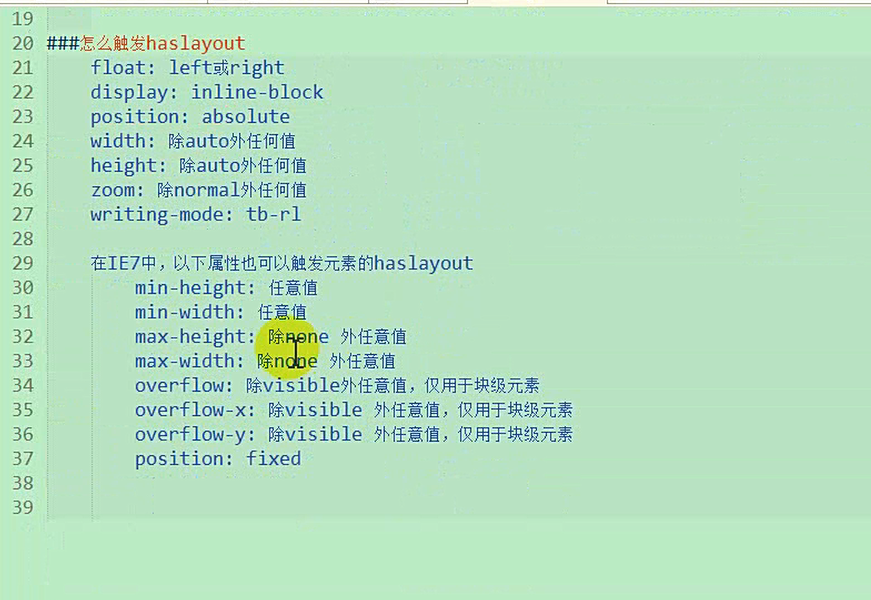 19
20 ###怎么触发haslayout
21 float: left或right
22 display: inline-block
23 position: absolute
24 width: 除auto外任何值
25 height: 除auto外任何值
26 zoom: 除normal外任何值
27 writing-mode: tb-rl
28
29 在IE7中，以下属性也可以触发元素的haslayout
30 min-height: 任意值
31 min-width: 任意值
32 max-height: 除none 外任意值
33 max-width: 除none 外任意值
34 overflow: 除visible外任意值，仅用于块级元素
35 overflow-x: 除visible 外任意值，仅用于块级元素
36 overflow-y: 除visible 外任意值，仅用于块级元素
37 position: fixed
38
39